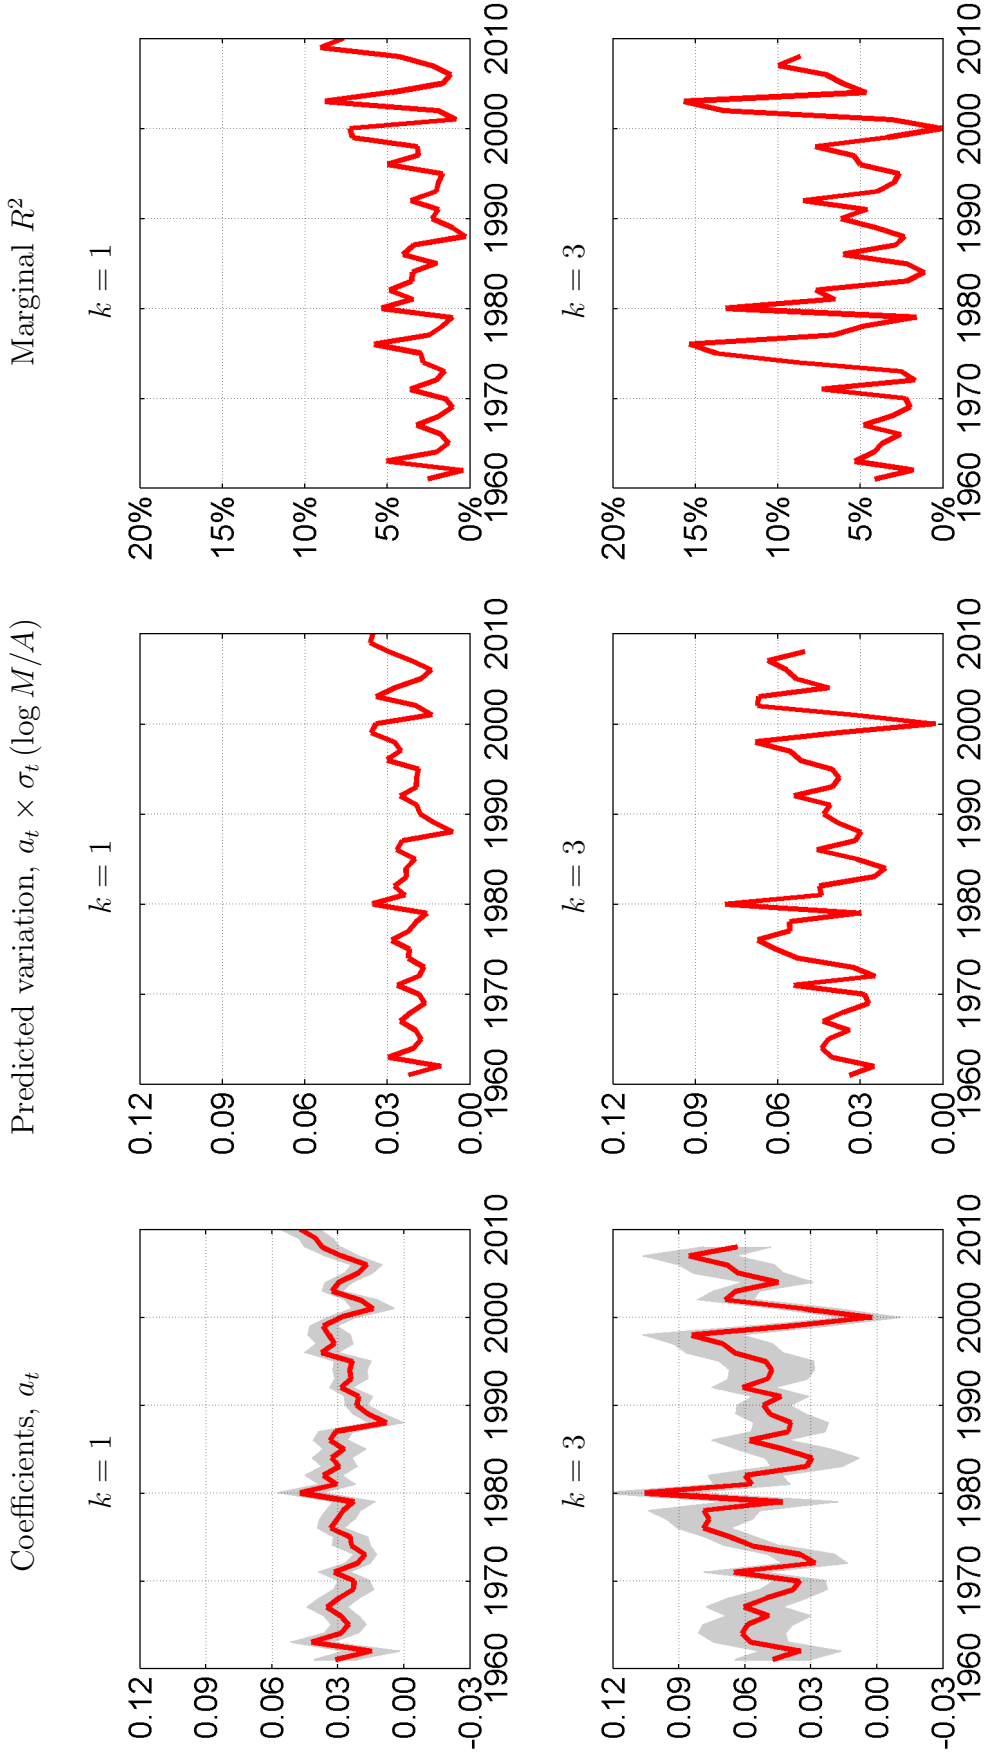 Coefficients, a_t
Predicted variation, a_t × σ_t (log M/A)
Marginal R²
k = 1
0.12
0.09
0.06
0.03
0.00
-0.03
1960 1970 1980 1990 2000 2010
k = 1
0.12
0.09
0.06
0.03
0.00
1960 1970 1980 1990 2000 2010
k = 1
20%
15%
10%
5%
0%
1960 1970 1980 1990 2000 2010
k = 3
0.12
0.09
0.06
0.03
0.00
-0.03
1960 1970 1980 1990 2000 2010
k = 3
0.12
0.09
0.06
0.03
0.00
1960 1970 1980 1990 2000 2010
k = 3
20%
15%
10%
5%
0%
1960 1970 1980 1990 2000 2010